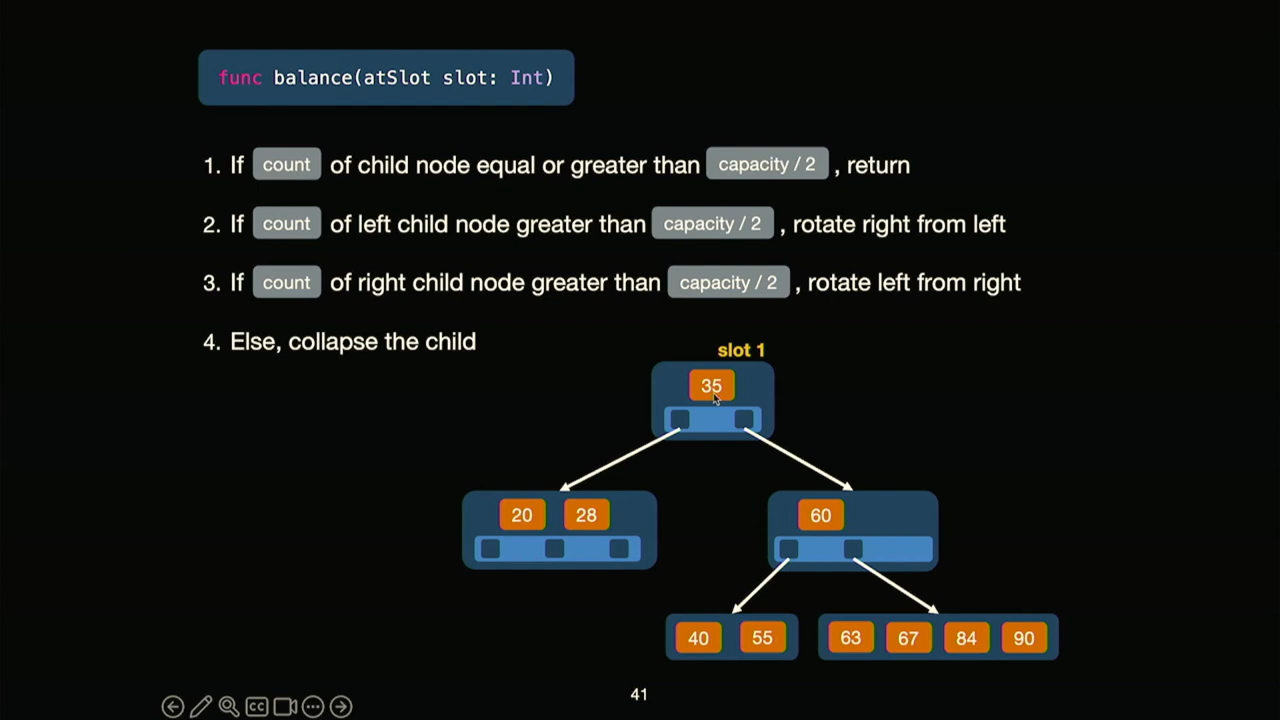 func balance(atSlot slot: Int)
1. If count of child node equal or greater than capacity / 2 , return
2. If count of left child node greater than capacity / 2 , rotate right from left
3. If count of right child node greater than capacity / 2 , rotate left from right
4. Else, collapse the child
slot 1
35
20 28
60
40 55
63 67 84 90
41
CC